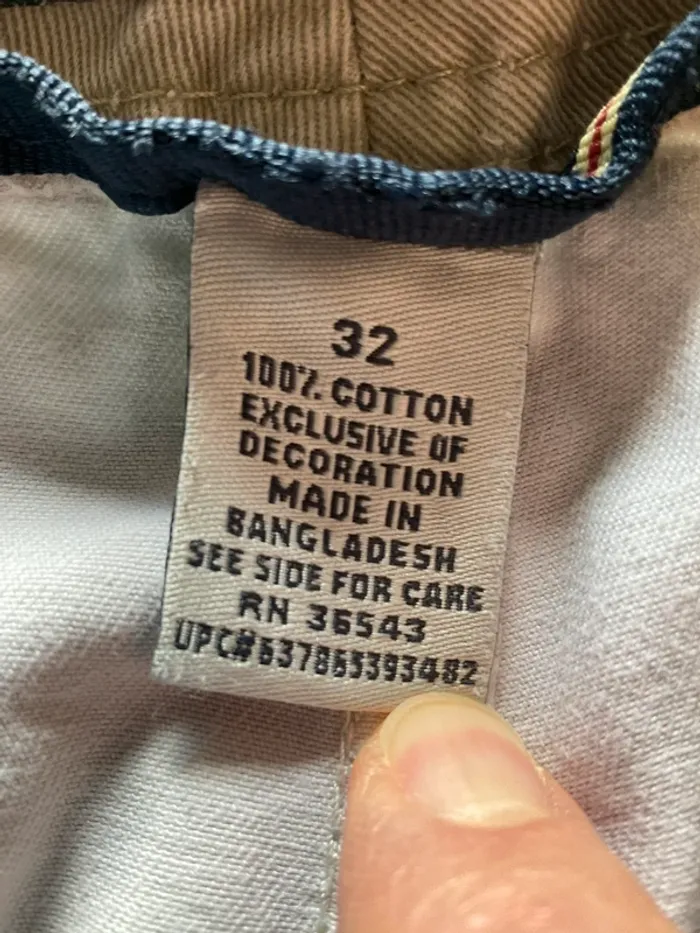 32
100% COTTON
EXCLUSIVE OF
DECORATION
MADE IN
BANGLADESH
SEE SIDE FOR CARE
RN 36543
UPC#637865393482